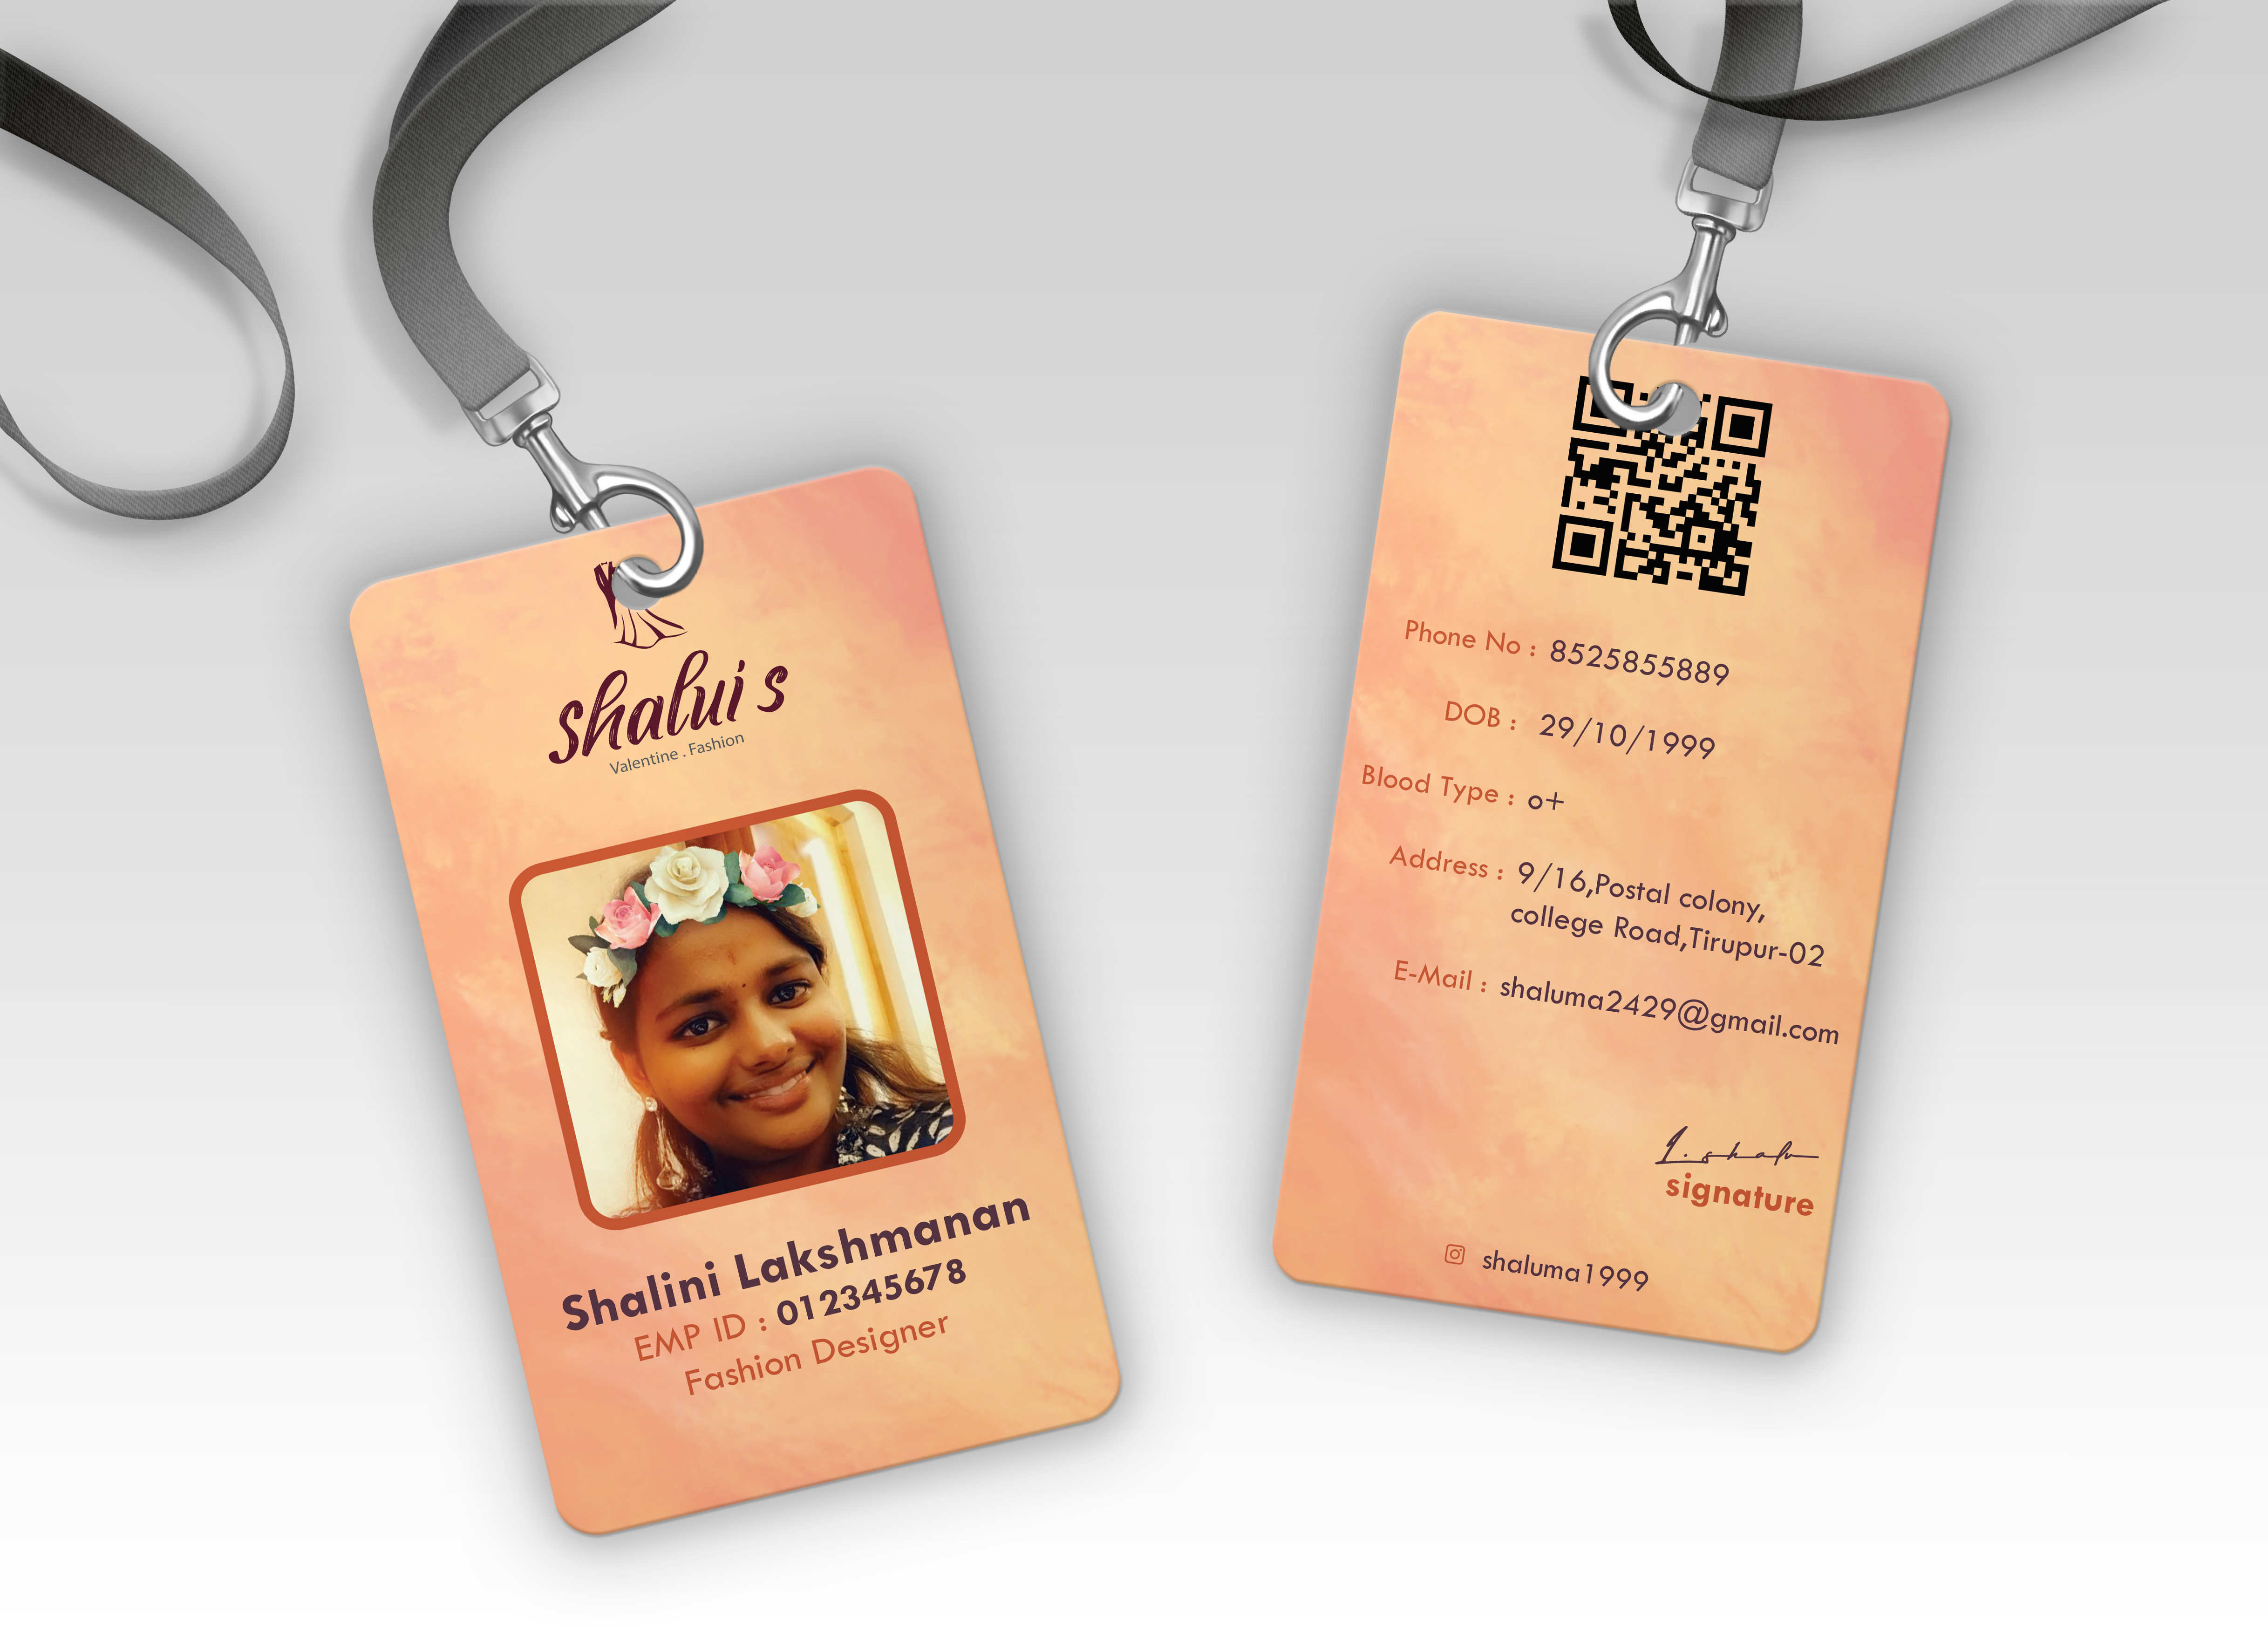 shalui s
Valentine . Fashion
Shalini Lakshmanan
EMP ID : 012345678
Fashion Designer
Phone No : 8525855889
DOB : 29/10/1999
Blood Type : o+
Address : 9/16,Postal colony,
college Road,Tirupur-02
E-Mail : shaluma2429@gmail.com
L. shalu
signature
shaluma1999